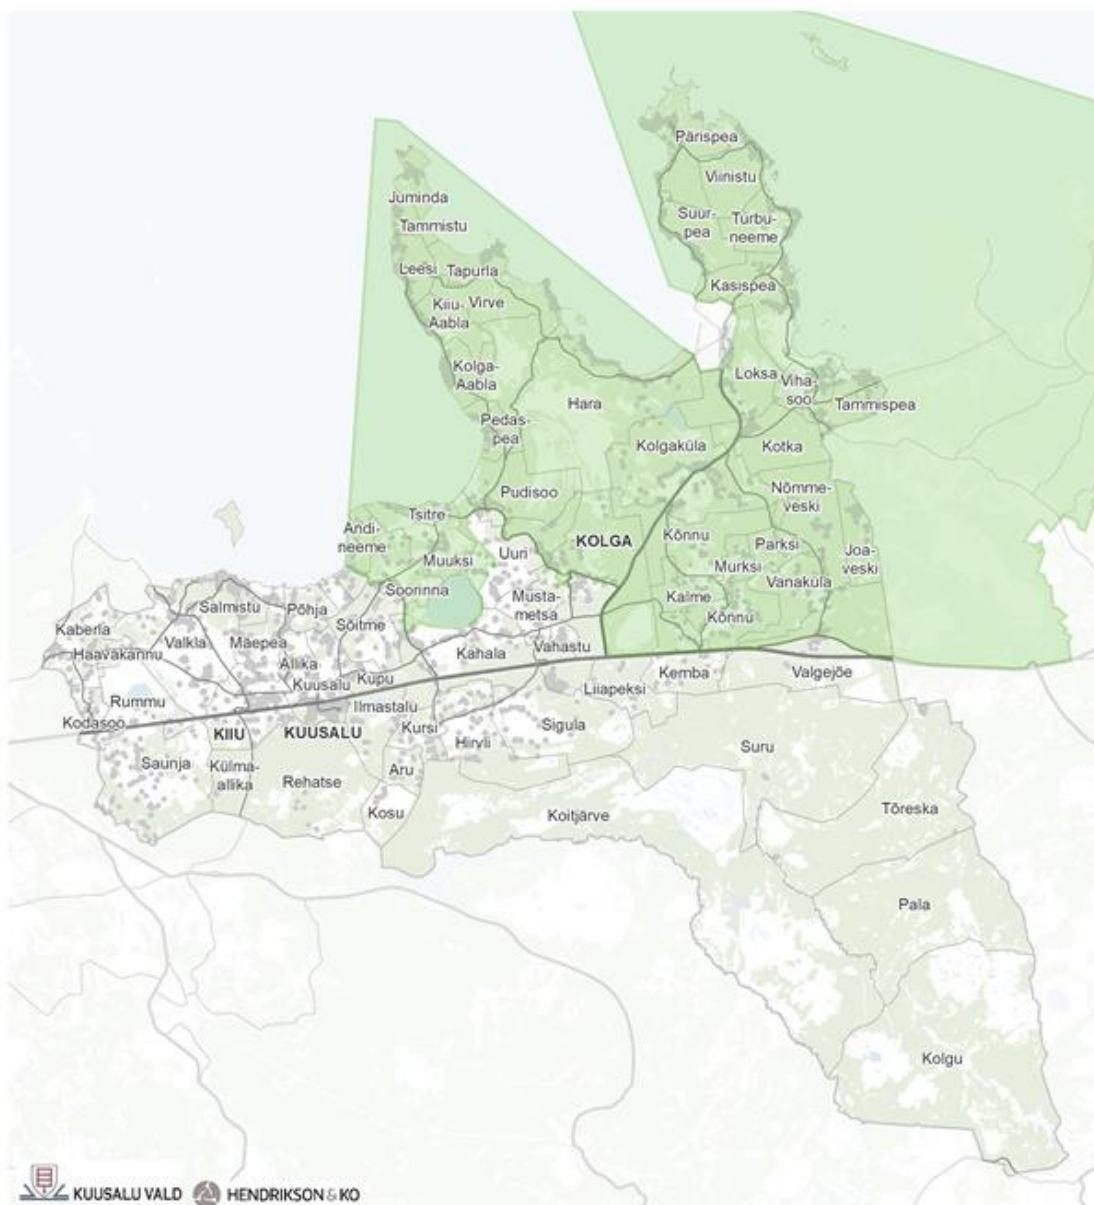 Pärispea
Viinistu
Juminda
Suur-
pea
Turbu-
neeme
Tammistu
Leesi
Tapurla
Kasispea
Kiiu-
Aabla
Virve
Kolga-
Aabla
Loksa
Viha-
soo
Hara
Tammispea
Pedas-
pea
Kolgaküla
Kotka
Pudisoo
Nõmme-
veski
Tsitre
Andi-
neeme
Kõnnu
KOLGA
Uuri
Muuksi
Parksi
Joa-
veski
Murksi
Vanaküla
Soorinna
Musta-
metsa
Kalme
Kõnnu
Salmistu
Põhja
Kaberla
Sõitme
Valkla
Mäepea
Haavakannu
Kahala
Vahastu
Allika
Kupu
Kuusalu
Kemba
Valgejõe
Rummu
Liiapeksi
Ilmastalu
Kodasoo
Kursi
Sigula
KIIU
KUUSALU
Hirvli
Suru
Saunja
Külma-
allika
Aru
Rehatse
Kosu
Koitjärve
Tõreska
Pala
Kolgu
KUUSALU VALD HENDRIKSON & KO